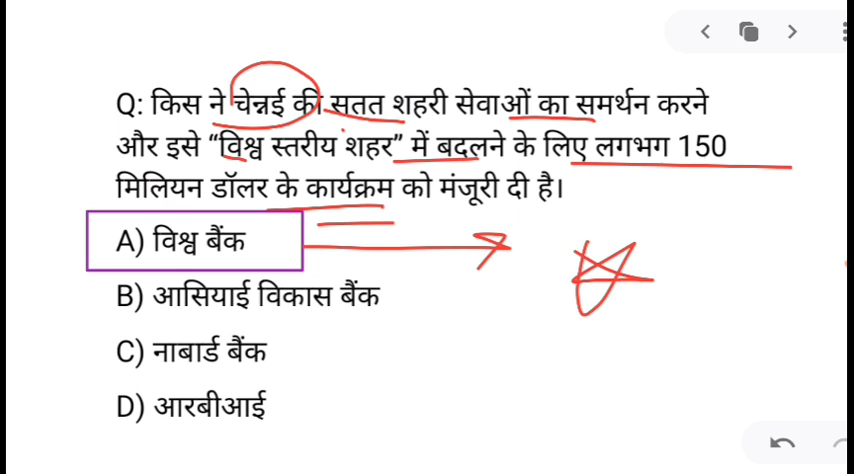 Q: किस ने चेन्नई की सतत शहरी सेवाओं का समर्थन करने
और इसे “विश्व स्तरीय शहर” में बदलने के लिए लगभग 150
मिलियन डॉलर के कार्यक्रम को मंजूरी दी है।
A) विश्व बैंक
B) आसियाई विकास बैंक
C) नाबार्ड बैंक
D) आरबीआई